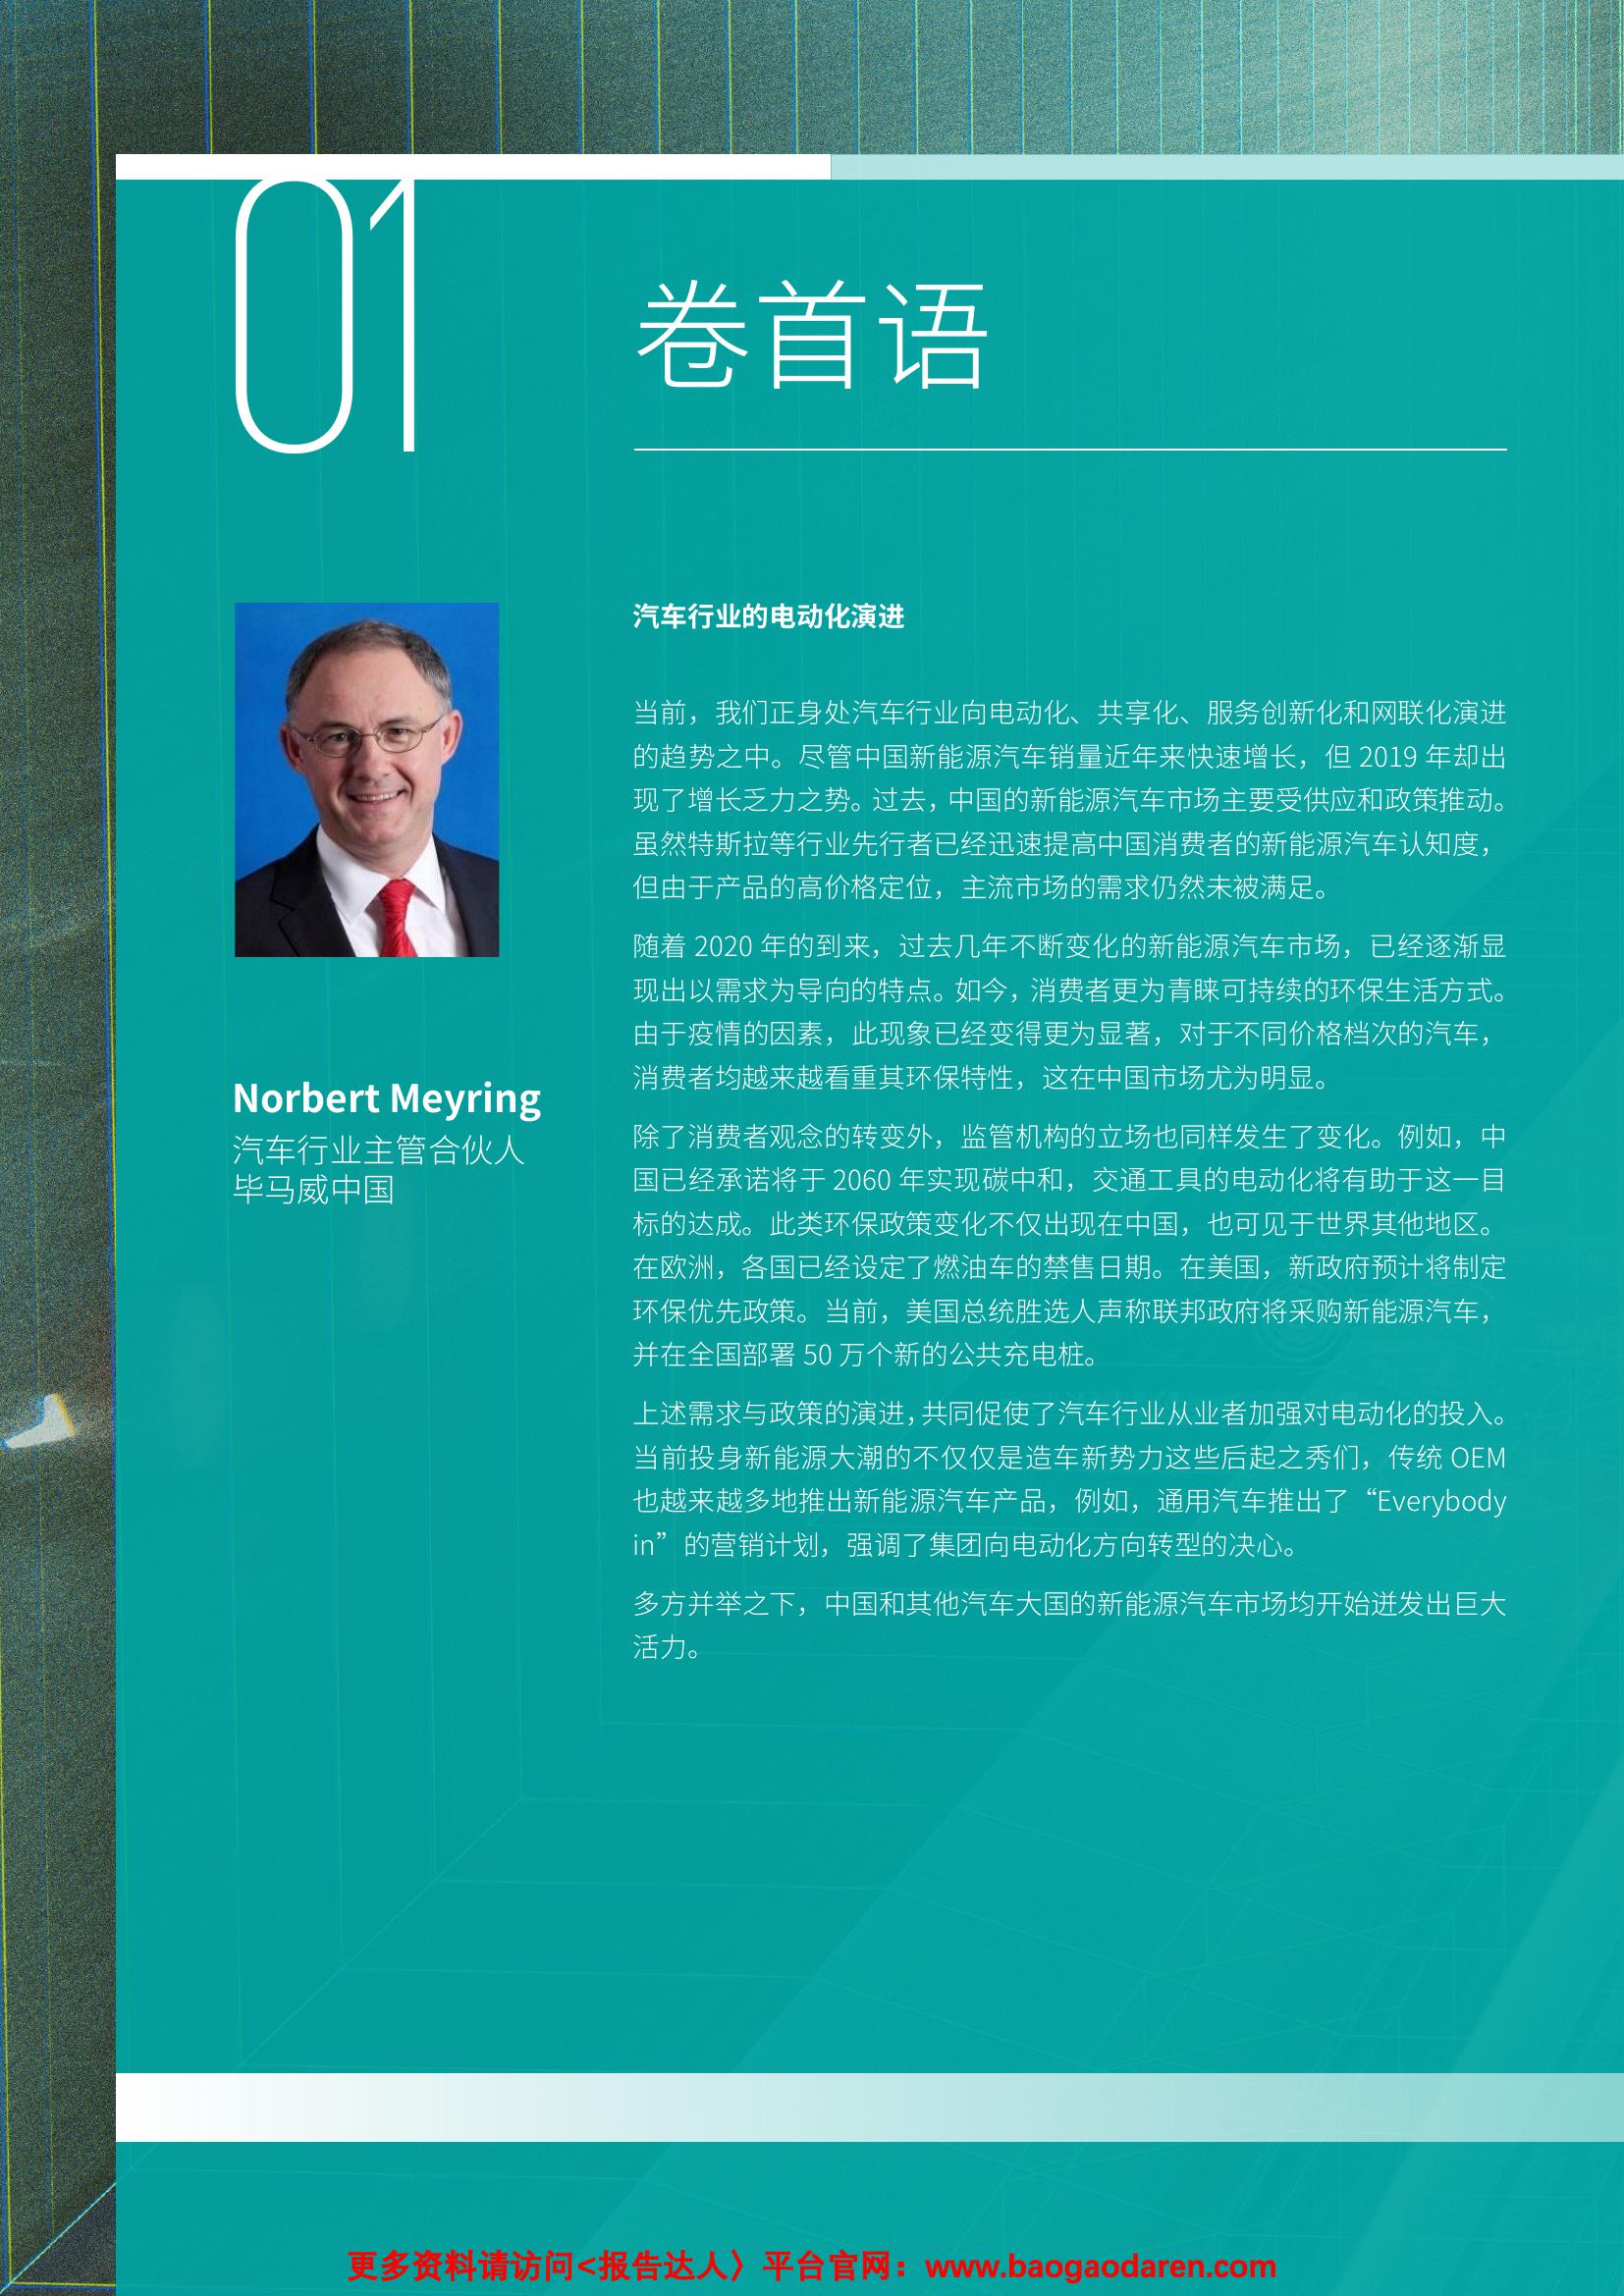 01
卷首语
Norbert Meyring
汽车行业主管合伙人
毕马威中国
汽车行业的电动化演进
当前，我们正身处汽车行业向电动化、共享化、服务创新化和网联化演进
的趋势之中。尽管中国新能源汽车销量近年来快速增长，但 2019 年却出
现了增长乏力之势。过去，中国的新能源汽车市场主要受供应和政策推动。
虽然特斯拉等行业先行者已经迅速提高中国消费者的新能源汽车认知度，
但由于产品的高价格定位，主流市场的需求仍然未被满足。
随着 2020 年的到来，过去几年不断变化的新能源汽车市场，已经逐渐显
现出以需求为导向的特点。如今，消费者更为青睐可持续的环保生活方式。
由于疫情的因素，此现象已经变得更为显著，对于不同价格档次的汽车，
消费者均越来越看重其环保特性，这在中国市场尤为明显。
除了消费者观念的转变外，监管机构的立场也同样发生了变化。例如，中
国已经承诺将于 2060 年实现碳中和，交通工具的电动化将有助于这一目
标的达成。此类环保政策变化不仅出现在中国，也可见于世界其他地区。
在欧洲，各国已经设定了燃油车的禁售日期。在美国，新政府预计将制定
环保优先政策。当前，美国总统胜选人声称联邦政府将采购新能源汽车，
并在全国部署 50 万个新的公共充电桩。
上述需求与政策的演进，共同促使了汽车行业从业者加强对电动化的投入。
当前投身新能源大潮的不仅仅是造车新势力这些后起之秀们，传统 OEM
也越来越多地推出新能源汽车产品，例如，通用汽车推出了“Everybody
in”的营销计划，强调了集团向电动化方向转型的决心。
多方并举之下，中国和其他汽车大国的新能源汽车市场均开始迸发出巨大
活力。
更多资料请访问<报告达人〉平台官网：www.baogaodaren.com